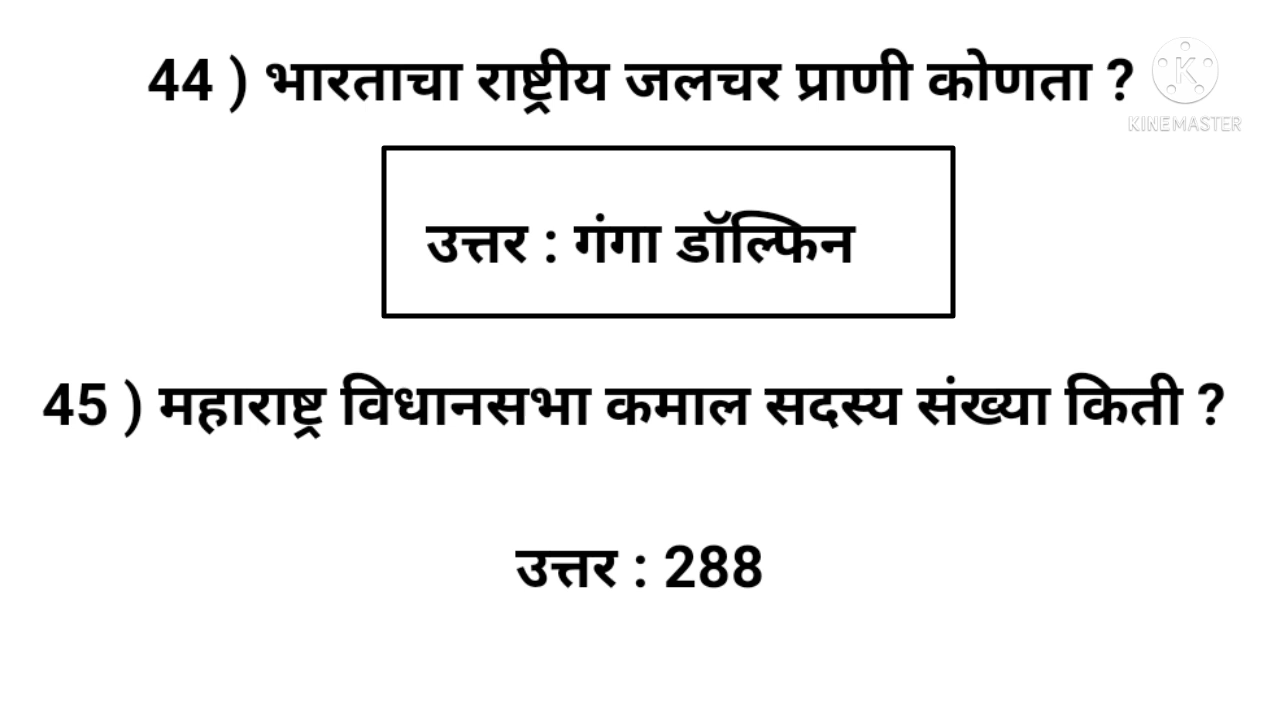 44 ) भारताचा राष्ट्रीय जलचर प्राणी कोणता ?
KINEMASTER
उत्तर : गंगा डॉल्फिन
45 ) महाराष्ट्र विधानसभा कमाल सदस्य संख्या किती ?
उत्तर : 288